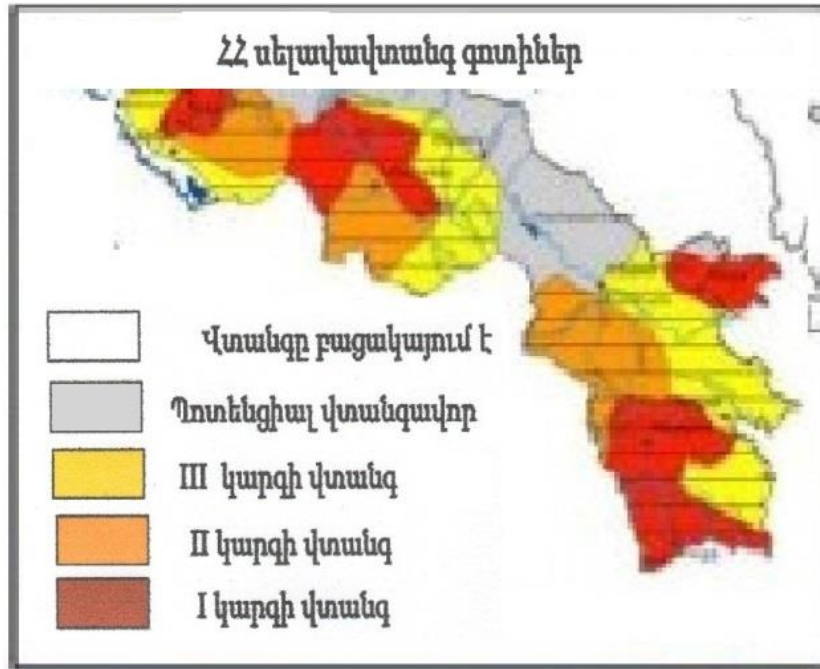 ՀՀ սելավավտանգ գոտիներ
Վտանգը բացակայում է
Պոտենցիալ վտանգավոր
III կարգի վտանգ
II կարգի վտանգ
I կարգի վտանգ